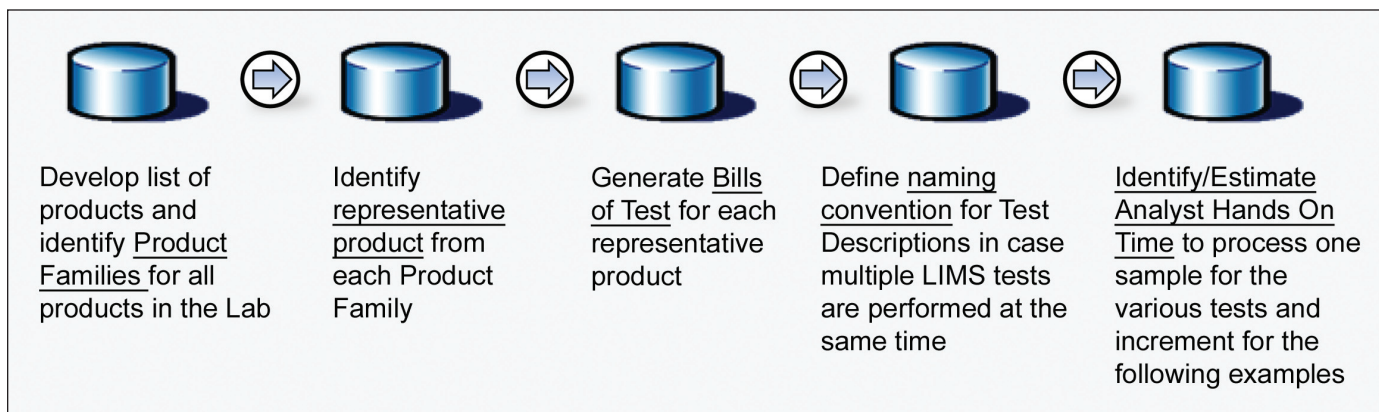 Develop list of
products and
identify Product
Families for all
products in the Lab
Identify
representative
product from
each Product
Family
Generate Bills
of Test for each
representative
product
Define naming
convention for Test
Descriptions in case
multiple LIMS tests
are performed at the
same time
Identify/Estimate
Analyst Hands On
Time to process one
sample for the
various tests and
increment for the
following examples